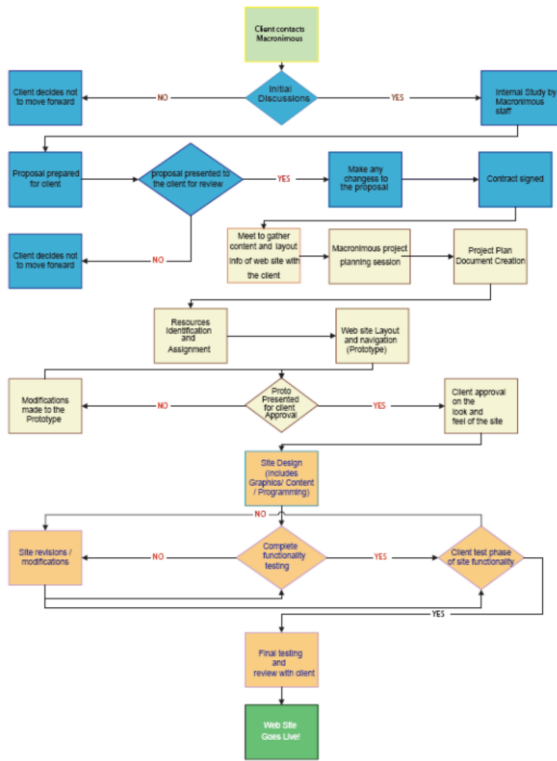 Client contacts
Macronimous
Client decides not
to move forward
NO
Initial
Discussions
YES
Internal Study by
Macronimous
staff
Proposal prepared
for client
proposal presented to
the client for review
YES
Make any
changess to
the proposal
Contract signed
Client decides not
to move forward
NO
Meet to gather
content and layout
info of web site with
the client
Macronimous project
planning session
Project Plan
Document Creation
Resources
Identification
and
Assignment
Web site Layout
and navigation
(Prototype)
Modifications
made to the
Prototype
NO
Proto
Presented
for client
Approval
YES
Client approval
on the
look and
feel of the site
Site Design
(Includes
Graphics/ Content
/ Programming)
NO
Site revisions /
modifications
NO
Complete
functionality
testing
YES
Client test phase
of site functionality
YES
Final testing
and
review with client
Web Site
Goes Live!